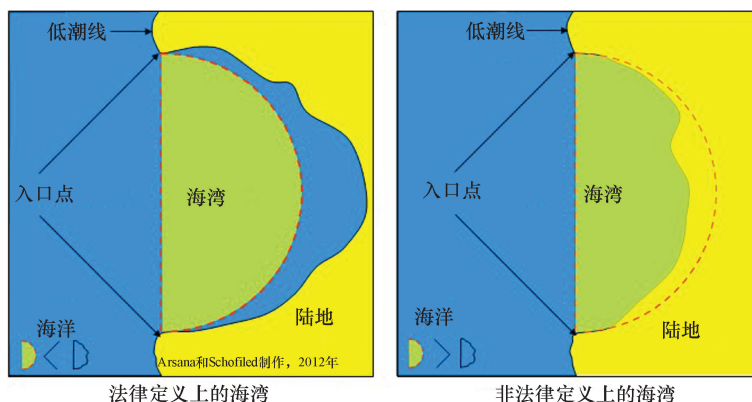 低潮线
入口点
海湾
海洋
陆地
Arsana和Schofiled制作，2012年
法律定义上的海湾
低潮线
入口点
海湾
海洋
陆地
非法律定义上的海湾